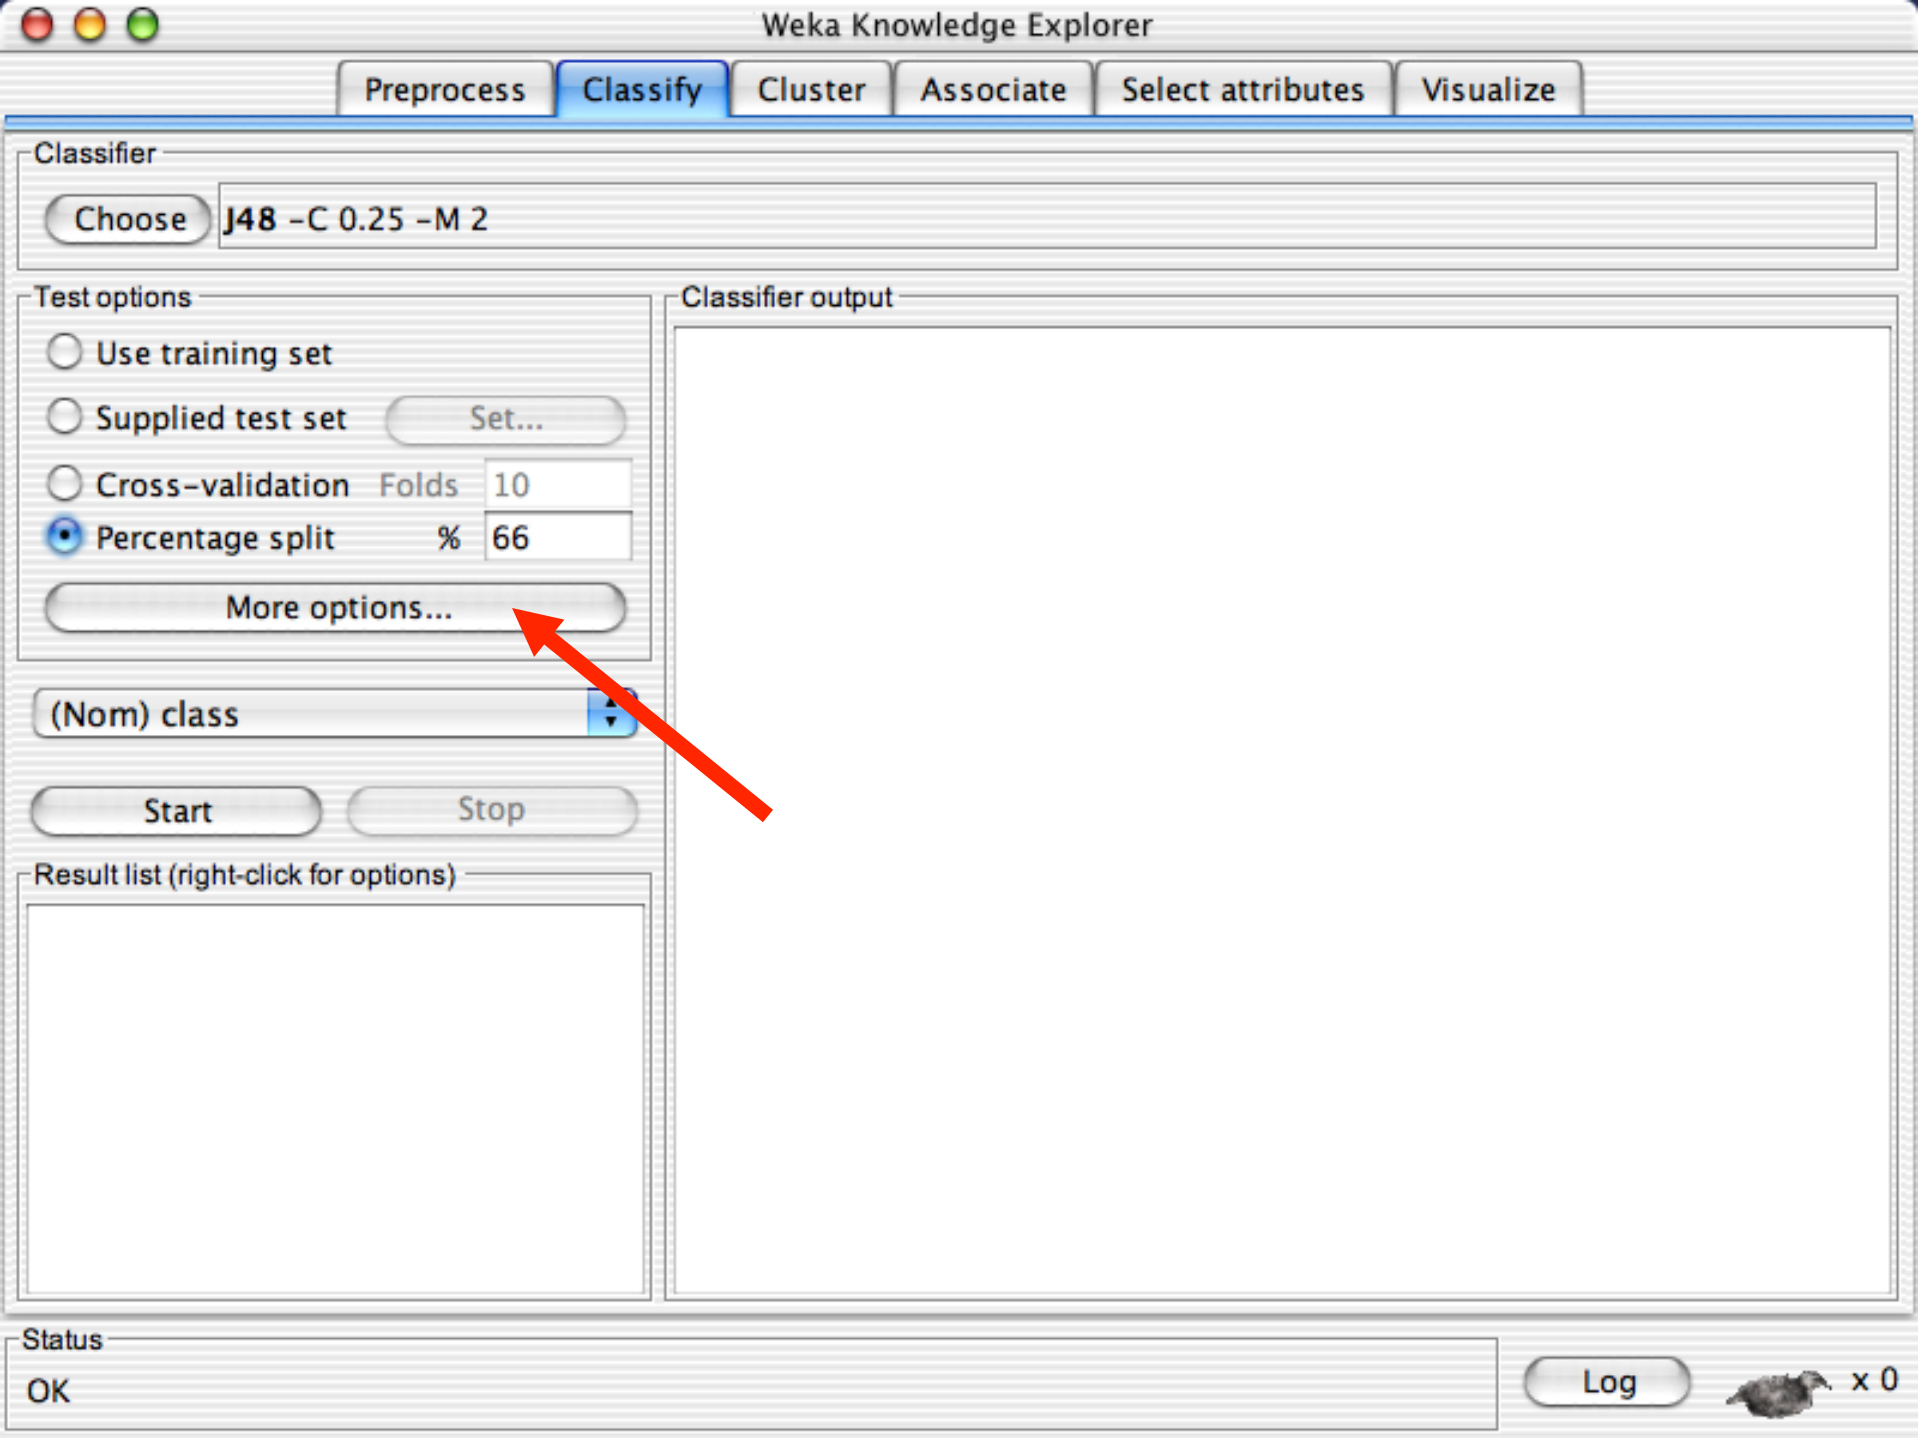 Weka Knowledge Explorer
Preprocess Classify Cluster Associate Select attributes Visualize
Classifier
Choose J48 -C 0.25 -M 2
Test options
Use training set
Supplied test set Set...
Cross-validation Folds 10
Percentage split % 66
More options...
(Nom) class
Start Stop
Result list (right-click for options)
Classifier output
Status
OK
Log x 0